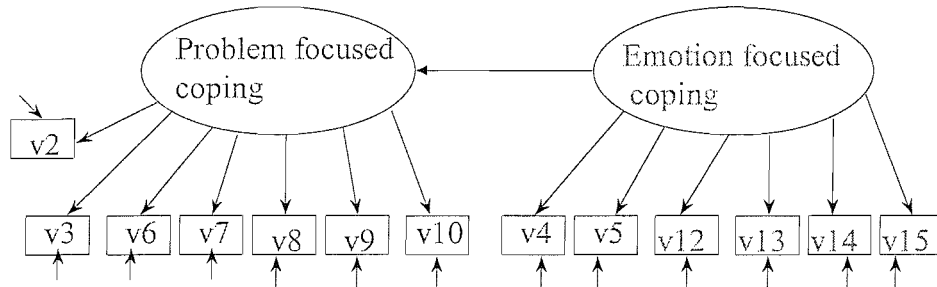 Problem focused
coping
Emotion focused
coping
v2
v3 v6 v7 v8 v9 v10 v4 v5 v12 v13 v14 v15